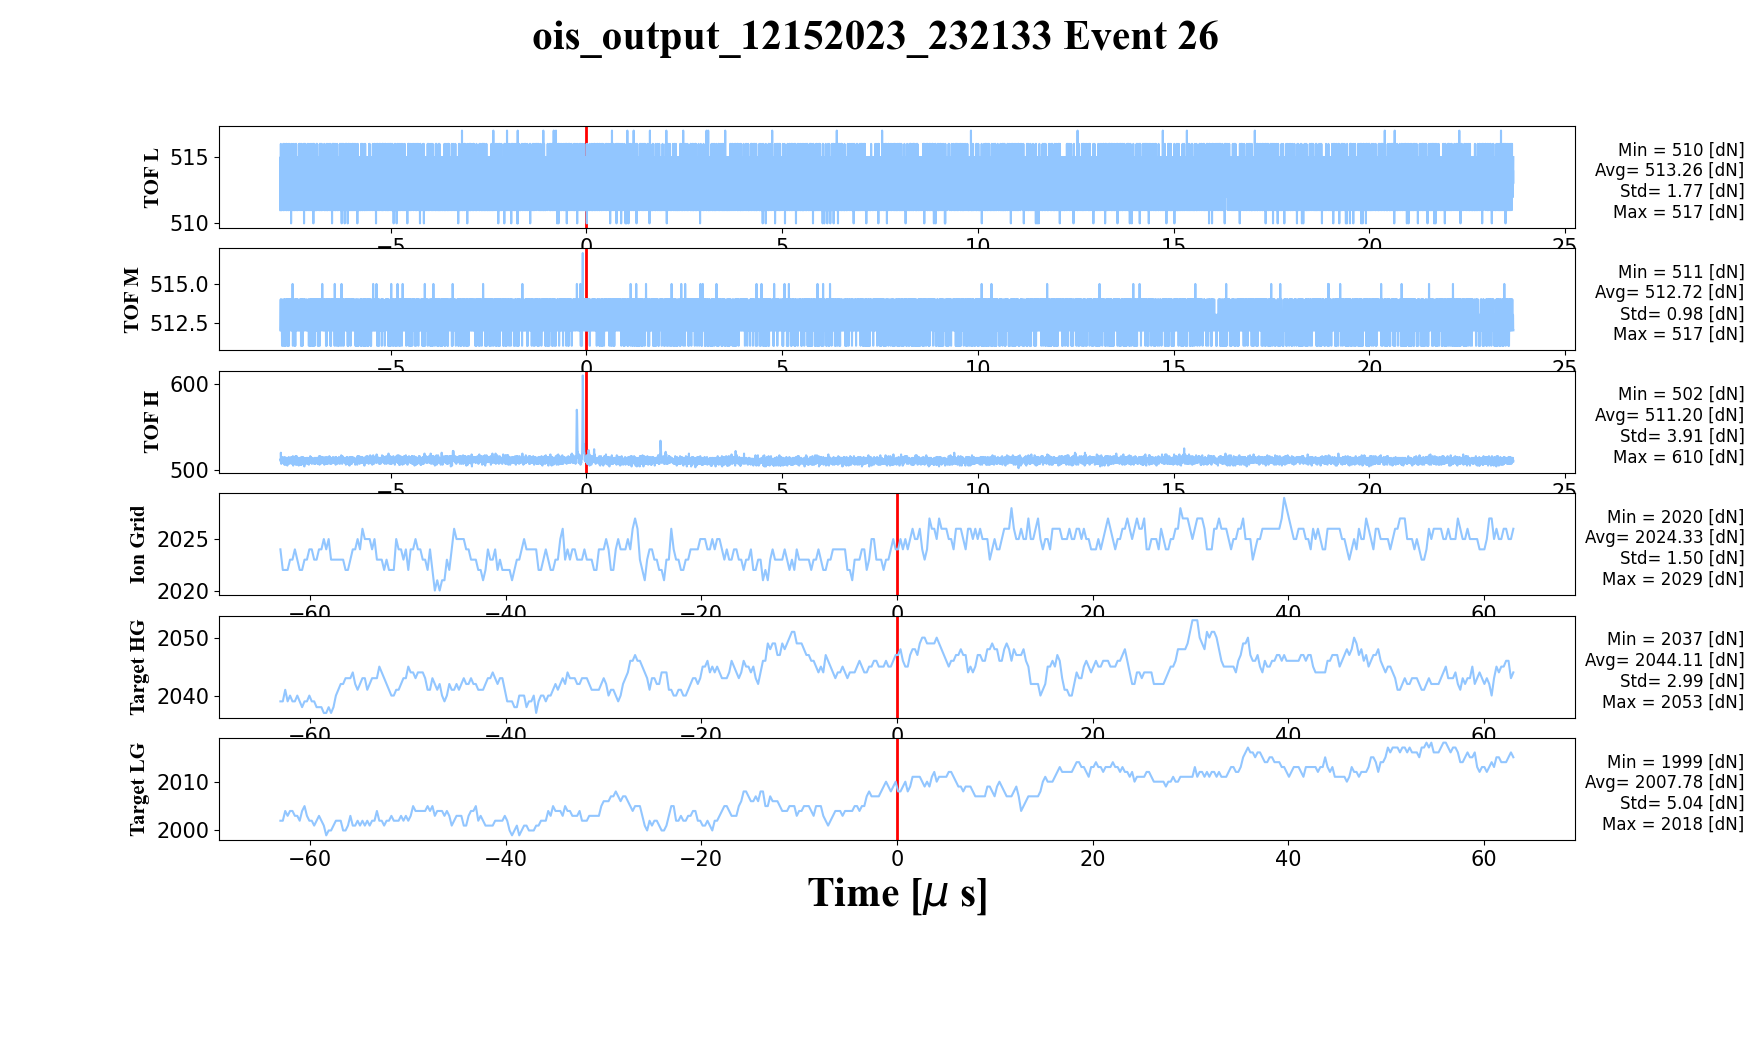 ois_output_12152023_232133 Event 26
TOF L
515
510
−5
0
5
10
15
20
25
Min = 510 [dN]
Avg= 513.26 [dN]
Std= 1.77 [dN]
Max = 517 [dN]
TOF M
515.0
512.5
−5
0
5
10
15
20
25
Min = 511 [dN]
Avg= 512.72 [dN]
Std= 0.98 [dN]
Max = 517 [dN]
TOF H
600
500
−5
0
5
10
15
20
25
Min = 502 [dN]
Avg= 511.20 [dN]
Std= 3.91 [dN]
Max = 610 [dN]
Ion Grid
2025
2020
−60
−40
−20
0
20
40
60
Min = 2020 [dN]
Avg= 2024.33 [dN]
Std= 1.50 [dN]
Max = 2029 [dN]
Target HG
2050
2040
−60
−40
−20
0
20
40
60
Min = 2037 [dN]
Avg= 2044.11 [dN]
Std= 2.99 [dN]
Max = 2053 [dN]
Target LG
2010
2000
−60
−40
−20
0
20
40
60
Min = 1999 [dN]
Avg= 2007.78 [dN]
Std= 5.04 [dN]
Max = 2018 [dN]
Time [μ s]